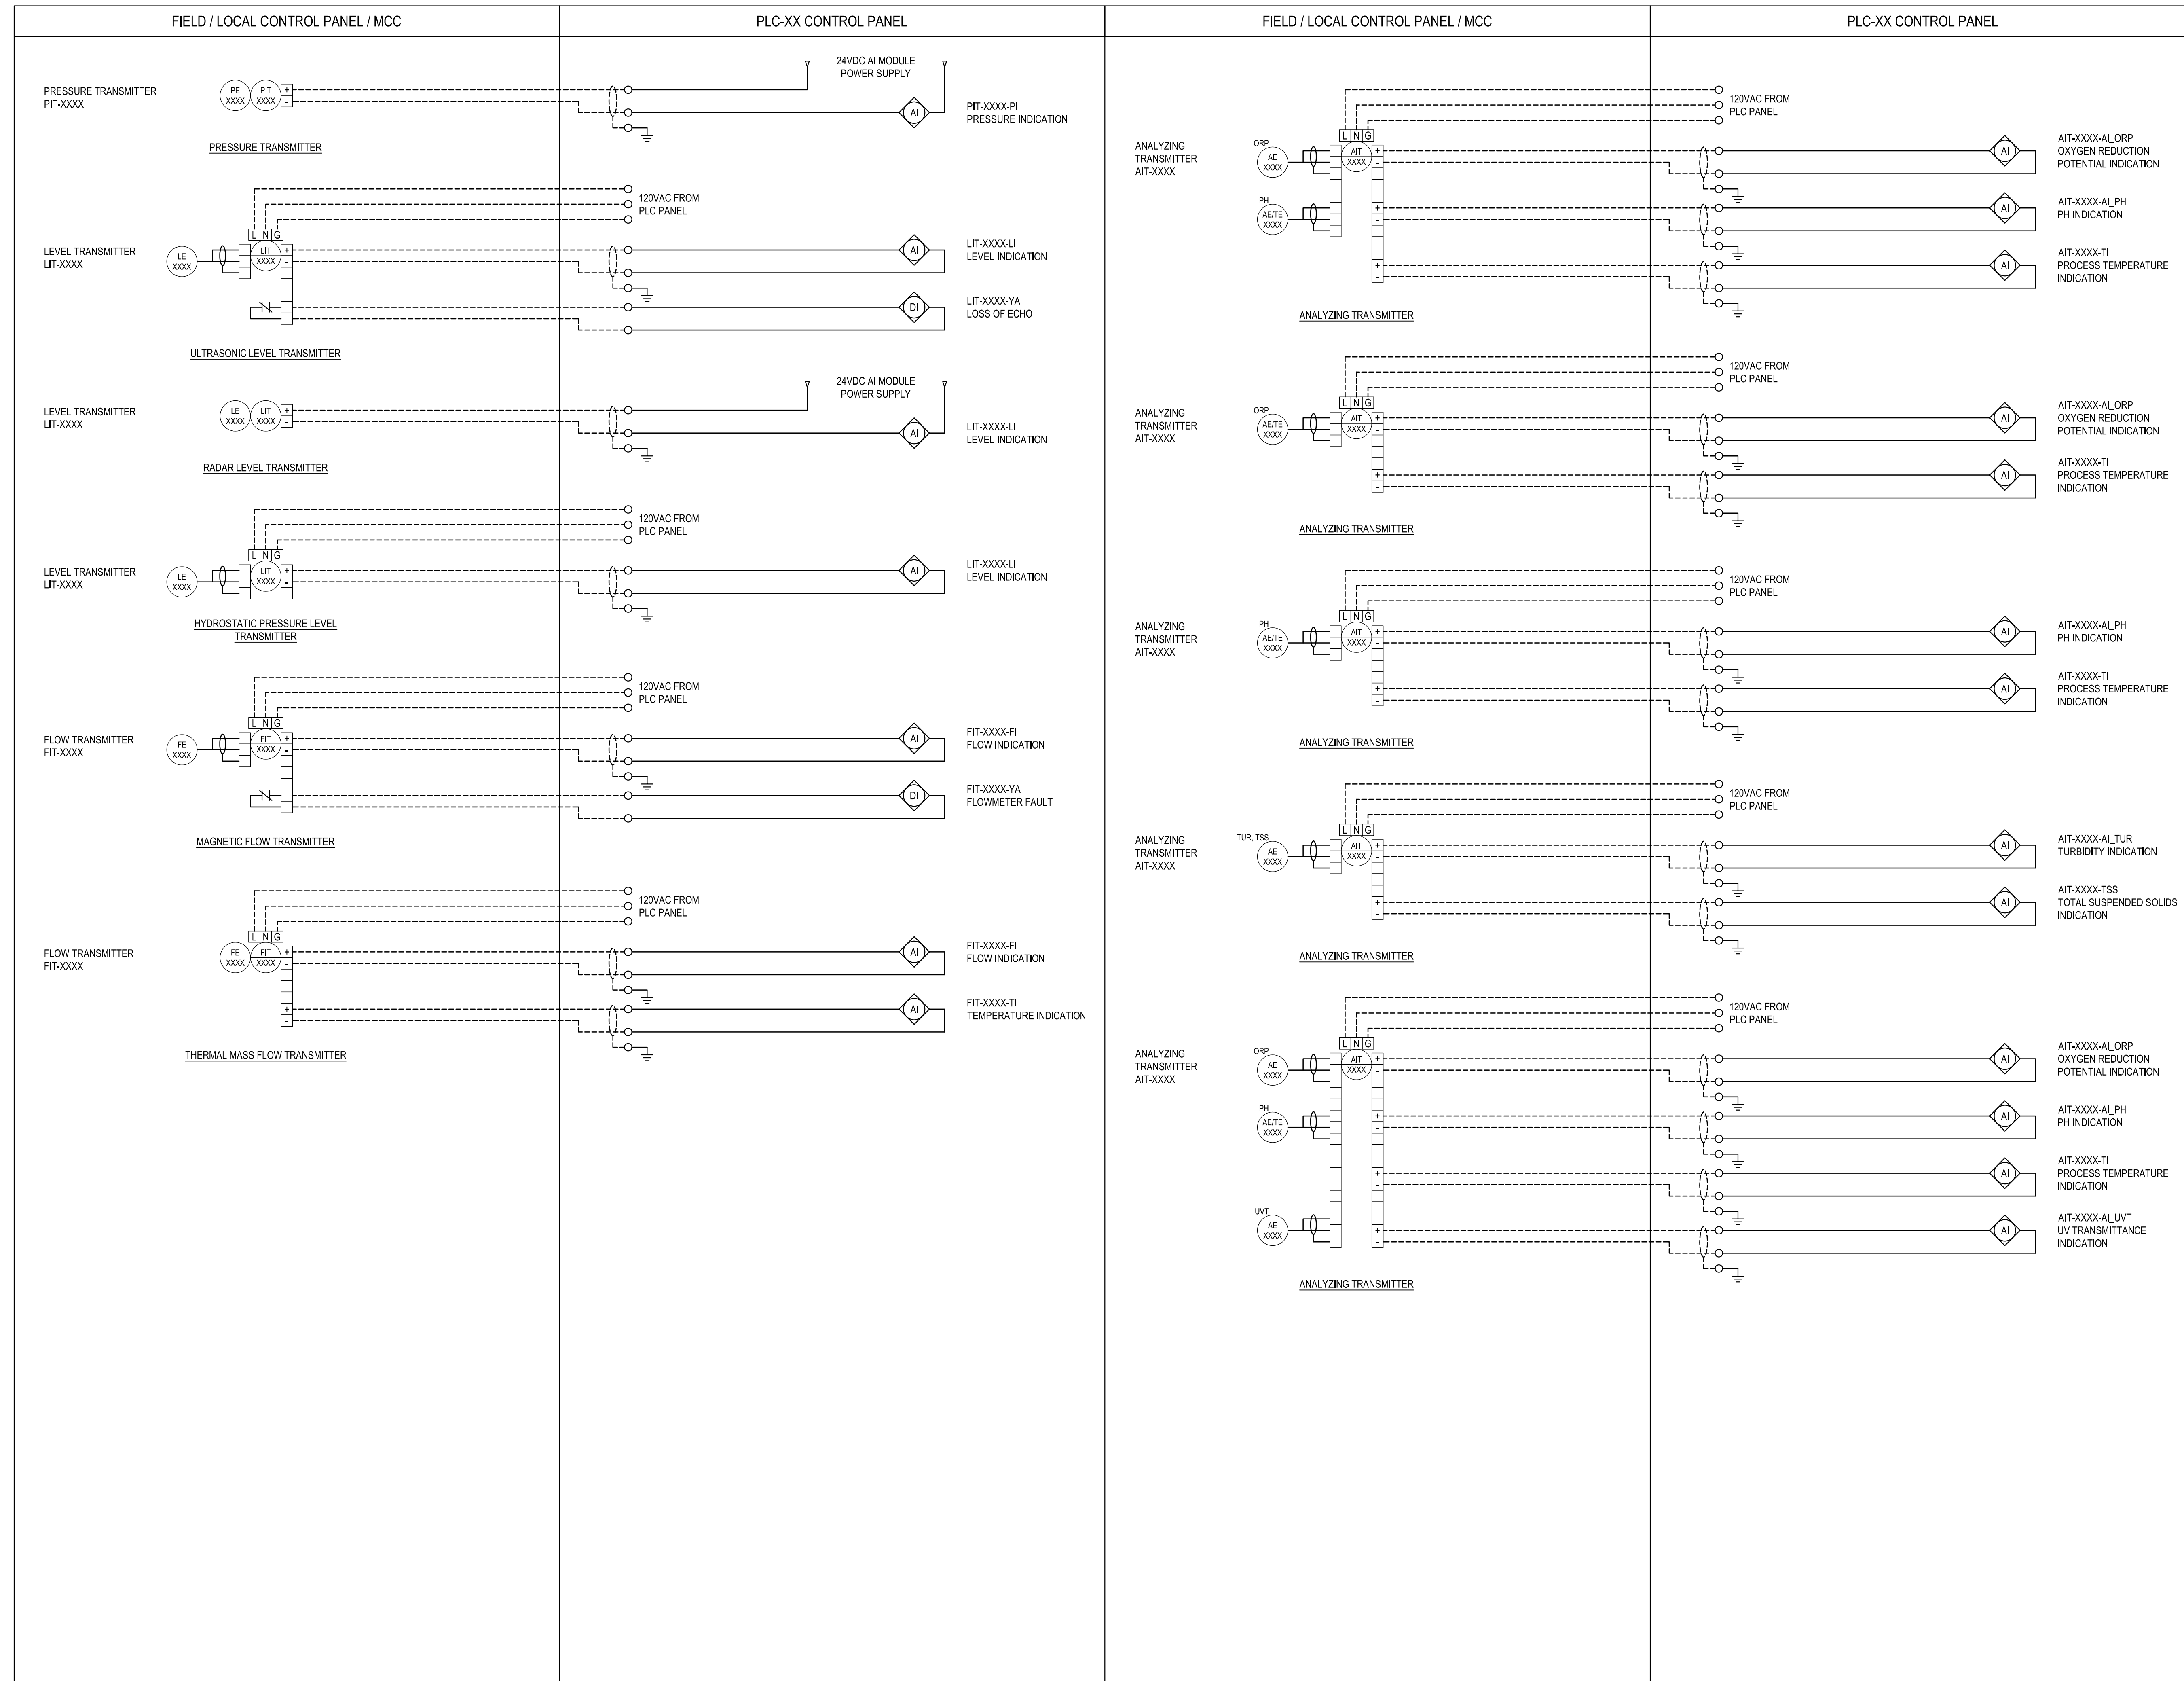 FIELD / LOCAL CONTROL PANEL / MCC
PLC-XX CONTROL PANEL
PRESSURE TRANSMITTER
PIT-XXXX
PE
XXXX
PIT
XXXX
+
-
24VDC AI MODULE
POWER SUPPLY
AI
PIT-XXXX-PI
PRESSURE INDICATION
PRESSURE TRANSMITTER
120VAC FROM
PLC PANEL
L N G
LEVEL TRANSMITTER
LIT-XXXX
LE
XXXX
LIT
XXXX
+
-
AI
LIT-XXXX-LI
LEVEL INDICATION
DI
LIT-XXXX-YA
LOSS OF ECHO
ULTRASONIC LEVEL TRANSMITTER
24VDC AI MODULE
POWER SUPPLY
LEVEL TRANSMITTER
LIT-XXXX
LE
XXXX
LIT
XXXX
+
-
AI
LIT-XXXX-LI
LEVEL INDICATION
RADAR LEVEL TRANSMITTER
120VAC FROM
PLC PANEL
L N G
LEVEL TRANSMITTER
LIT-XXXX
LE
XXXX
LIT
XXXX
+
-
AI
LIT-XXXX-LI
LEVEL INDICATION
HYDROSTATIC PRESSURE LEVEL
TRANSMITTER
120VAC FROM
PLC PANEL
L N G
FLOW TRANSMITTER
FIT-XXXX
FE
XXXX
FIT
XXXX
+
-
AI
FIT-XXXX-FI
FLOW INDICATION
DI
FIT-XXXX-YA
FLOWMETER FAULT
MAGNETIC FLOW TRANSMITTER
120VAC FROM
PLC PANEL
L N G
FLOW TRANSMITTER
FIT-XXXX
FE
XXXX
FIT
XXXX
+
-
AI
FIT-XXXX-FI
FLOW INDICATION
+
-
AI
FIT-XXXX-TI
TEMPERATURE INDICATION
THERMAL MASS FLOW TRANSMITTER
FIELD / LOCAL CONTROL PANEL / MCC
PLC-XX CONTROL PANEL
120VAC FROM
PLC PANEL
L N G
ANALYZING
TRANSMITTER
AIT-XXXX
ORP
AE
XXXX
AIT
XXXX
+
-
AI
AIT-XXXX-AI_ORP
OXYGEN REDUCTION
POTENTIAL INDICATION
PH
AE/TE
XXXX
+
-
AI
AIT-XXXX-AI_PH
PH INDICATION
+
-
AI
AIT-XXXX-TI
PROCESS TEMPERATURE
INDICATION
ANALYZING TRANSMITTER
120VAC FROM
PLC PANEL
L N G
ANALYZING
TRANSMITTER
AIT-XXXX
ORP
AE/TE
XXXX
AIT
XXXX
+
-
AI
AIT-XXXX-AI_ORP
OXYGEN REDUCTION
POTENTIAL INDICATION
+
-
AI
AIT-XXXX-TI
PROCESS TEMPERATURE
INDICATION
ANALYZING TRANSMITTER
120VAC FROM
PLC PANEL
L N G
ANALYZING
TRANSMITTER
AIT-XXXX
PH
AE/TE
XXXX
AIT
XXXX
+
-
AI
AIT-XXXX-AI_PH
PH INDICATION
+
-
AI
AIT-XXXX-TI
PROCESS TEMPERATURE
INDICATION
ANALYZING TRANSMITTER
120VAC FROM
PLC PANEL
L N G
ANALYZING
TRANSMITTER
AIT-XXXX
TUR, TSS
AE
XXXX
AIT
XXXX
+
-
AI
AIT-XXXX-AI_TUR
TURBIDITY INDICATION
+
-
AI
AIT-XXXX-TSS
TOTAL SUSPENDED SOLIDS
INDICATION
ANALYZING TRANSMITTER
120VAC FROM
PLC PANEL
L N G
ANALYZING
TRANSMITTER
AIT-XXXX
ORP
AE
XXXX
AIT
XXXX
+
-
AI
AIT-XXXX-AI_ORP
OXYGEN REDUCTION
POTENTIAL INDICATION
PH
AE/TE
XXXX
+
-
AI
AIT-XXXX-AI_PH
PH INDICATION
+
-
AI
AIT-XXXX-TI
PROCESS TEMPERATURE
INDICATION
UVT
AE
XXXX
+
-
AI
AIT-XXXX-AI_UVT
UV TRANSMITTANCE
INDICATION
ANALYZING TRANSMITTER